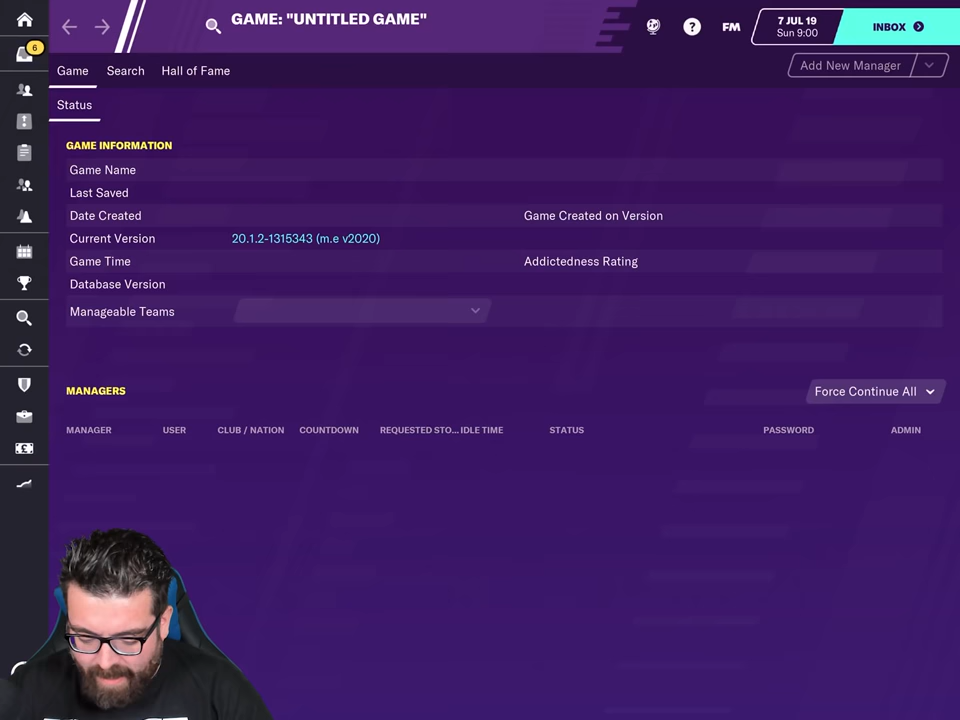 GAME: "UNTITLED GAME"
FM
7 JUL 19
Sun 9:00
INBOX
6
Game Search Hall of Fame
Add New Manager
Status
GAME INFORMATION
Game Name
Last Saved
Date Created Game Created on Version
Current Version 20.1.2-1315343 (m.e v2020)
Game Time Addictedness Rating
Database Version
Manageable Teams
MANAGERS
Force Continue All
MANAGER USER CLUB / NATION COUNTDOWN REQUESTED STO... IDLE TIME STATUS PASSWORD ADMIN